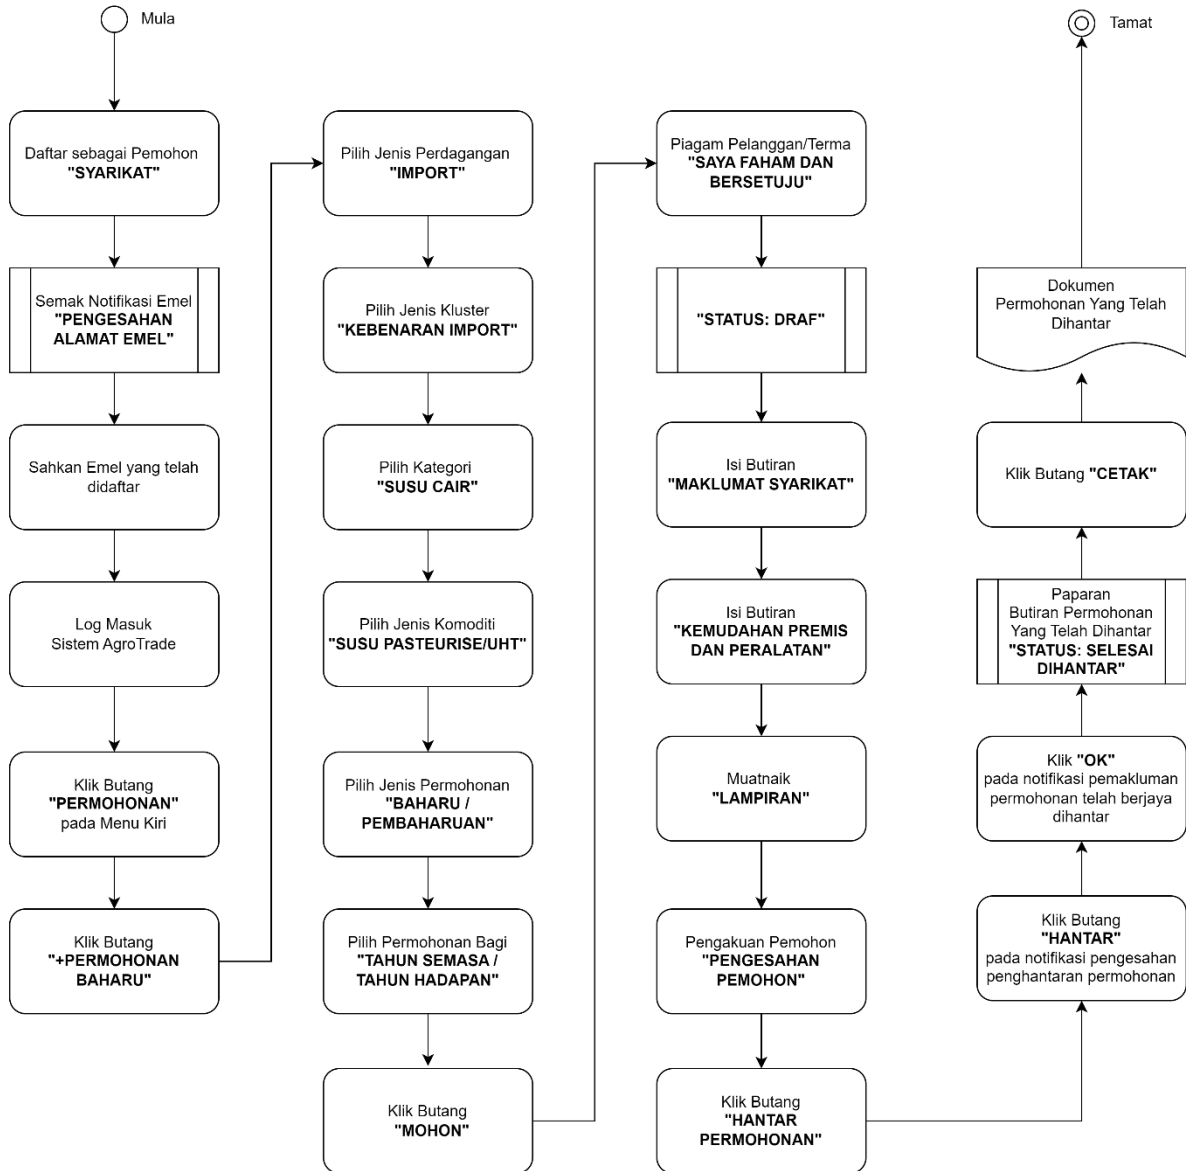 Mula
Daftar sebagai Pemohon
"SYARIKAT"
Semak Notifikasi Emel
"PENGESAHAN
ALAMAT EMEL"
Sahkan Emel yang telah
didaftar
Log Masuk
Sistem AgroTrade
Klik Butang
"PERMOHONAN"
pada Menu Kiri
Klik Butang
"+PERMOHONAN
BAHARU"
Pilih Jenis Perdagangan
"IMPORT"
Pilih Jenis Kluster
"KEBENARAN IMPORT"
Pilih Kategori
"SUSU CAIR"
Pilih Jenis Komoditi
"SUSU PASTEURISE/UHT"
Pilih Jenis Permohonan
"BAHARU /
PEMBAHARUAN"
Pilih Permohonan Bagi
"TAHUN SEMASA /
TAHUN HADAPAN"
Klik Butang
"MOHON"
Piagam Pelanggan/Terma
"SAYA FAHAM DAN
BERSETUJU"
"STATUS: DRAF"
Isi Butiran
"MAKLUMAT SYARIKAT"
Isi Butiran
"KEMUDAHAN PREMIS
DAN PERALATAN"
Muatnaik
"LAMPIRAN"
Pengakuan Pemohon
"PENGESAHAN
PEMOHON"
Klik Butang
"HANTAR
PERMOHONAN"
Klik Butang
"HANTAR"
pada notifikasi pengesahan
penghantaran permohonan
Klik "OK"
pada notifikasi pemakluman
permohonan telah berjaya
dihantar
Paparan
Butiran Permohonan
Yang Telah Dihantar
"STATUS: SELESAI
DIHANTAR"
Klik Butang "CETAK"
Dokumen
Permohonan Yang Telah
Dihantar
Tamat